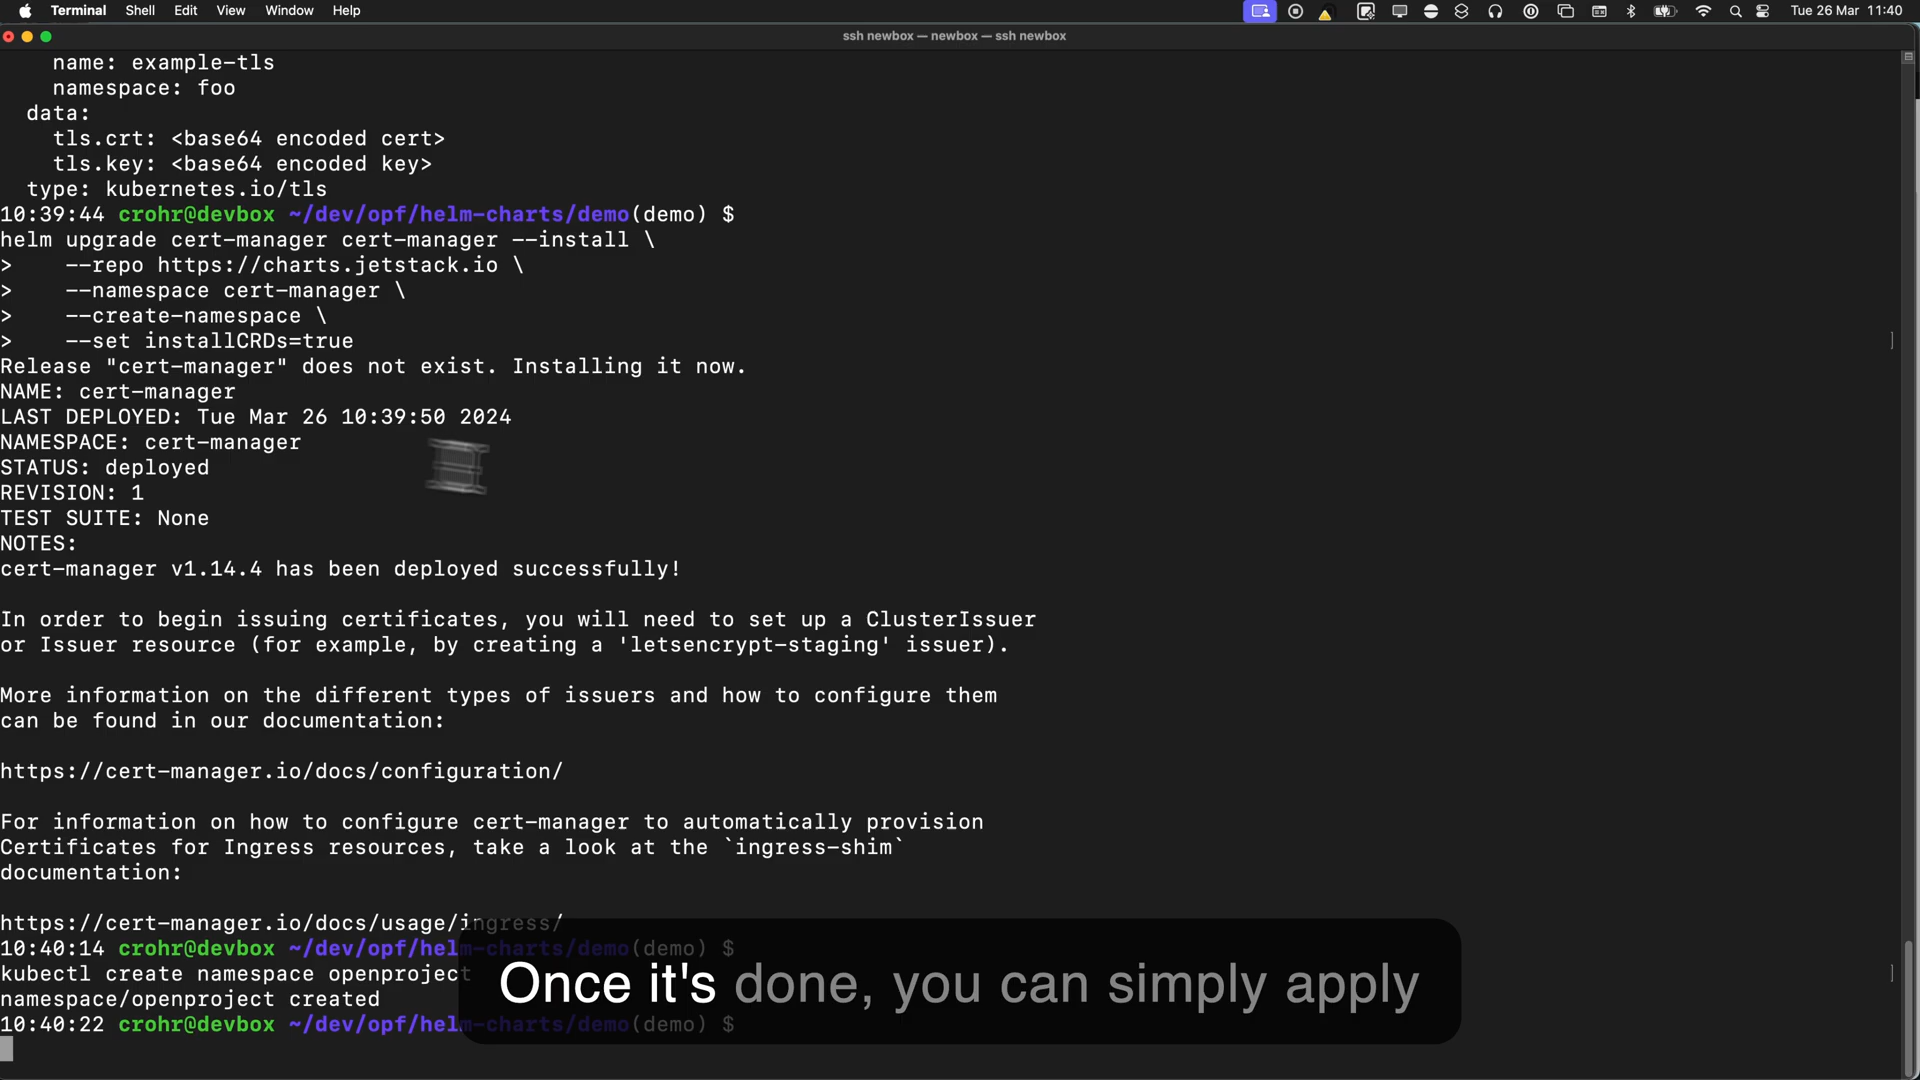 Terminal Shell Edit View Window Help Tue 26 Mar 11:40
ssh newbox — newbox — ssh newbox
name: example-tls
namespace: foo
data:
tls.crt: <base64 encoded cert>
tls.key: <base64 encoded key>
type: kubernetes.io/tls
10:39:44 crohr@devbox ~/dev/opf/helm-charts/demo(demo) $
helm upgrade cert-manager cert-manager --install \
> --repo https://charts.jetstack.io \
> --namespace cert-manager \
> --create-namespace \
> --set installCRDs=true
Release "cert-manager" does not exist. Installing it now.
NAME: cert-manager
LAST DEPLOYED: Tue Mar 26 10:39:50 2024
NAMESPACE: cert-manager
STATUS: deployed
REVISION: 1
TEST SUITE: None
NOTES:
cert-manager v1.14.4 has been deployed successfully!
In order to begin issuing certificates, you will need to set up a ClusterIssuer
or Issuer resource (for example, by creating a 'letsencrypt-staging' issuer).
More information on the different types of issuers and how to configure them
can be found in our documentation:
https://cert-manager.io/docs/configuration/
For information on how to configure cert-manager to automatically provision
Certificates for Ingress resources, take a look at the `ingress-shim`
documentation:
https://cert-manager.io/docs/usage/ingress/
10:40:14 crohr@devbox ~/dev/opf/helm-charts/demo(demo) $
kubectl create namespace openproject
namespace/openproject created
10:40:22 crohr@devbox ~/dev/opf/helm-charts/demo(demo) $
Once it's done, you can simply apply